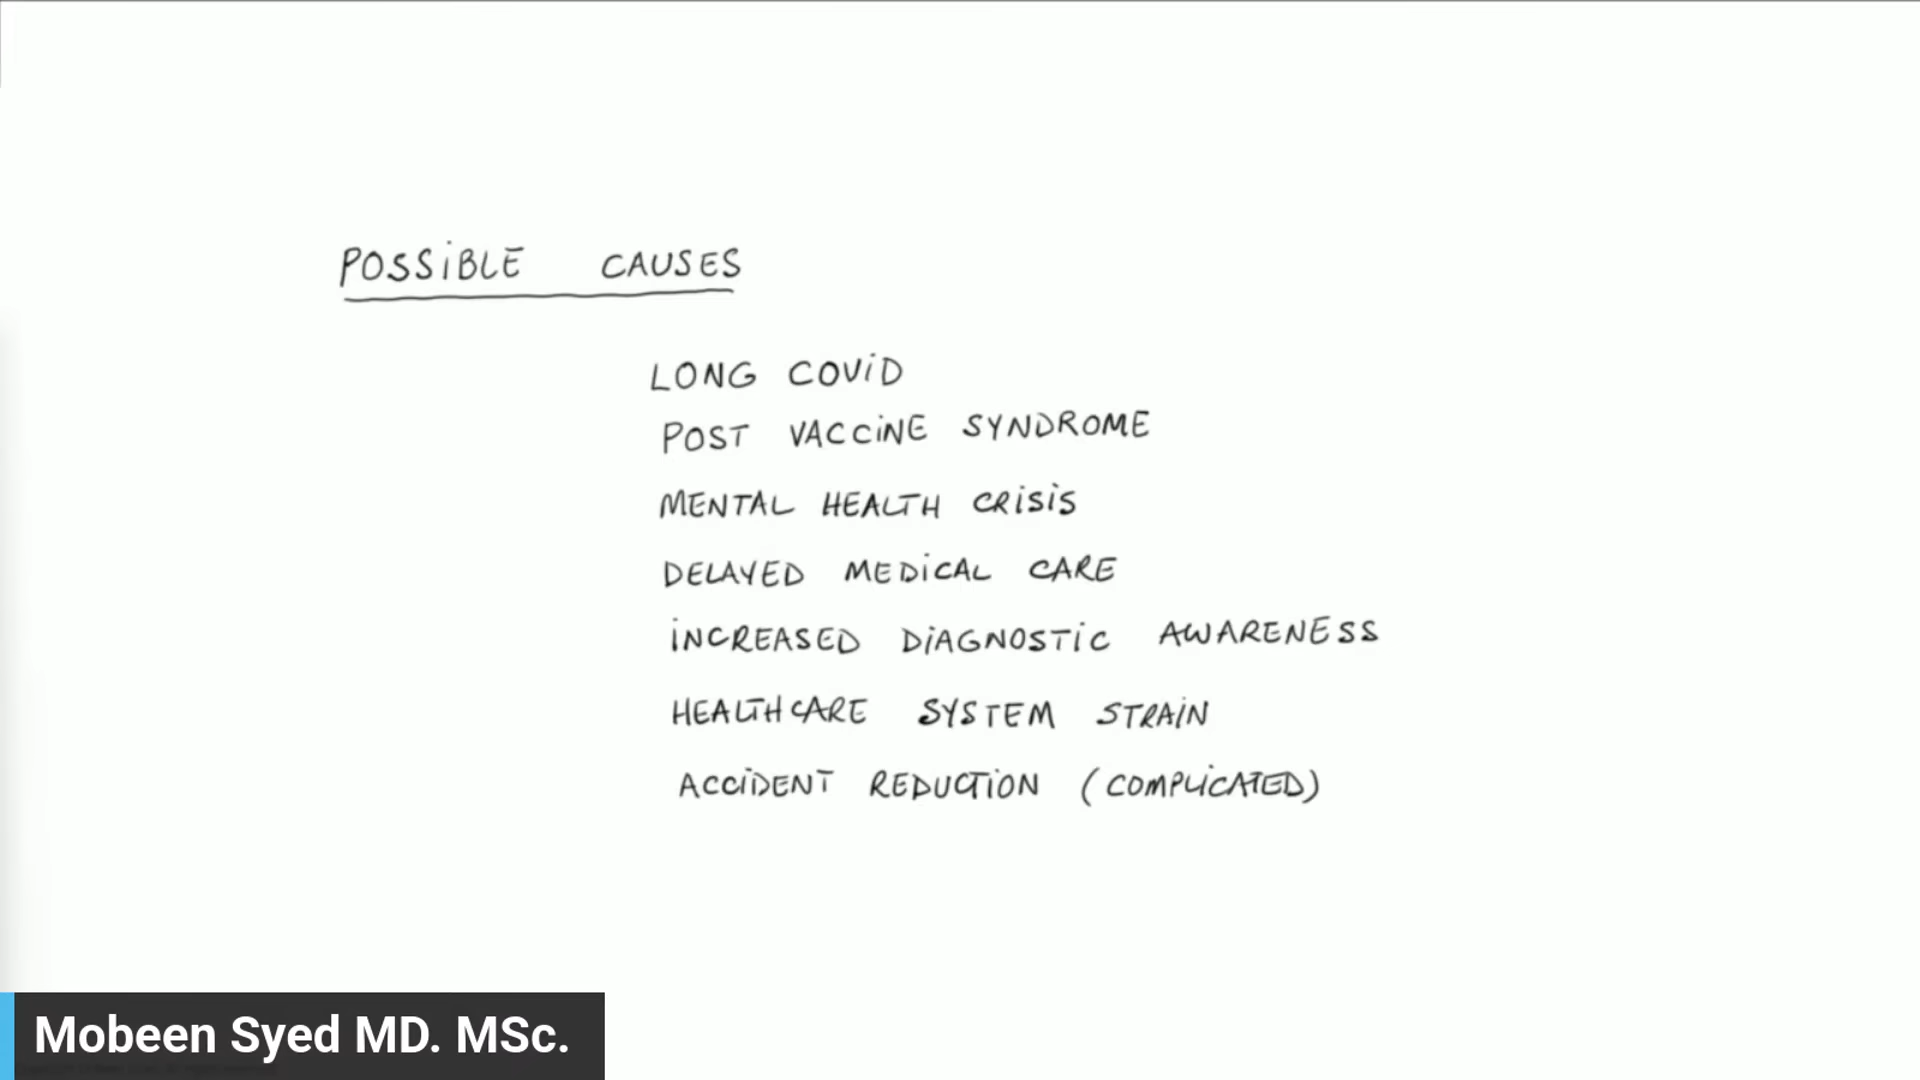 POSSIBLE CAUSES
LONG COVID
POST VACCINE SYNDROME
MENTAL HEALTH CRISIS
DELAYED MEDICAL CARE
INCREASED DIAGNOSTIC AWARENESS
HEALTHCARE SYSTEM STRAIN
ACCIDENT REDUCTION (COMPLICATED)
Mobeen Syed MD. MSc.